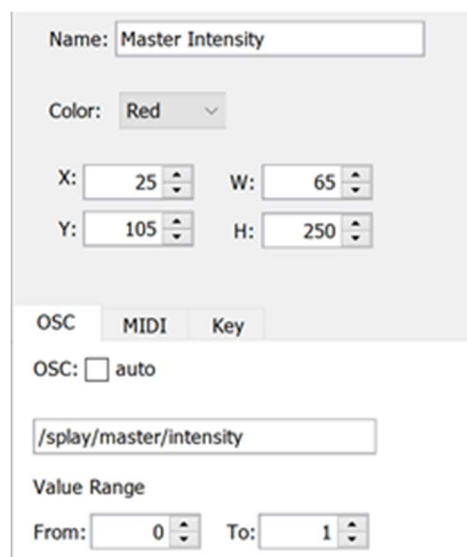 Name: Master Intensity
Color: Red
X: 25 W: 65
Y: 105 H: 250
OSC MIDI Key
OSC: auto
/splay/master/intensity
Value Range
From: 0 To: 1